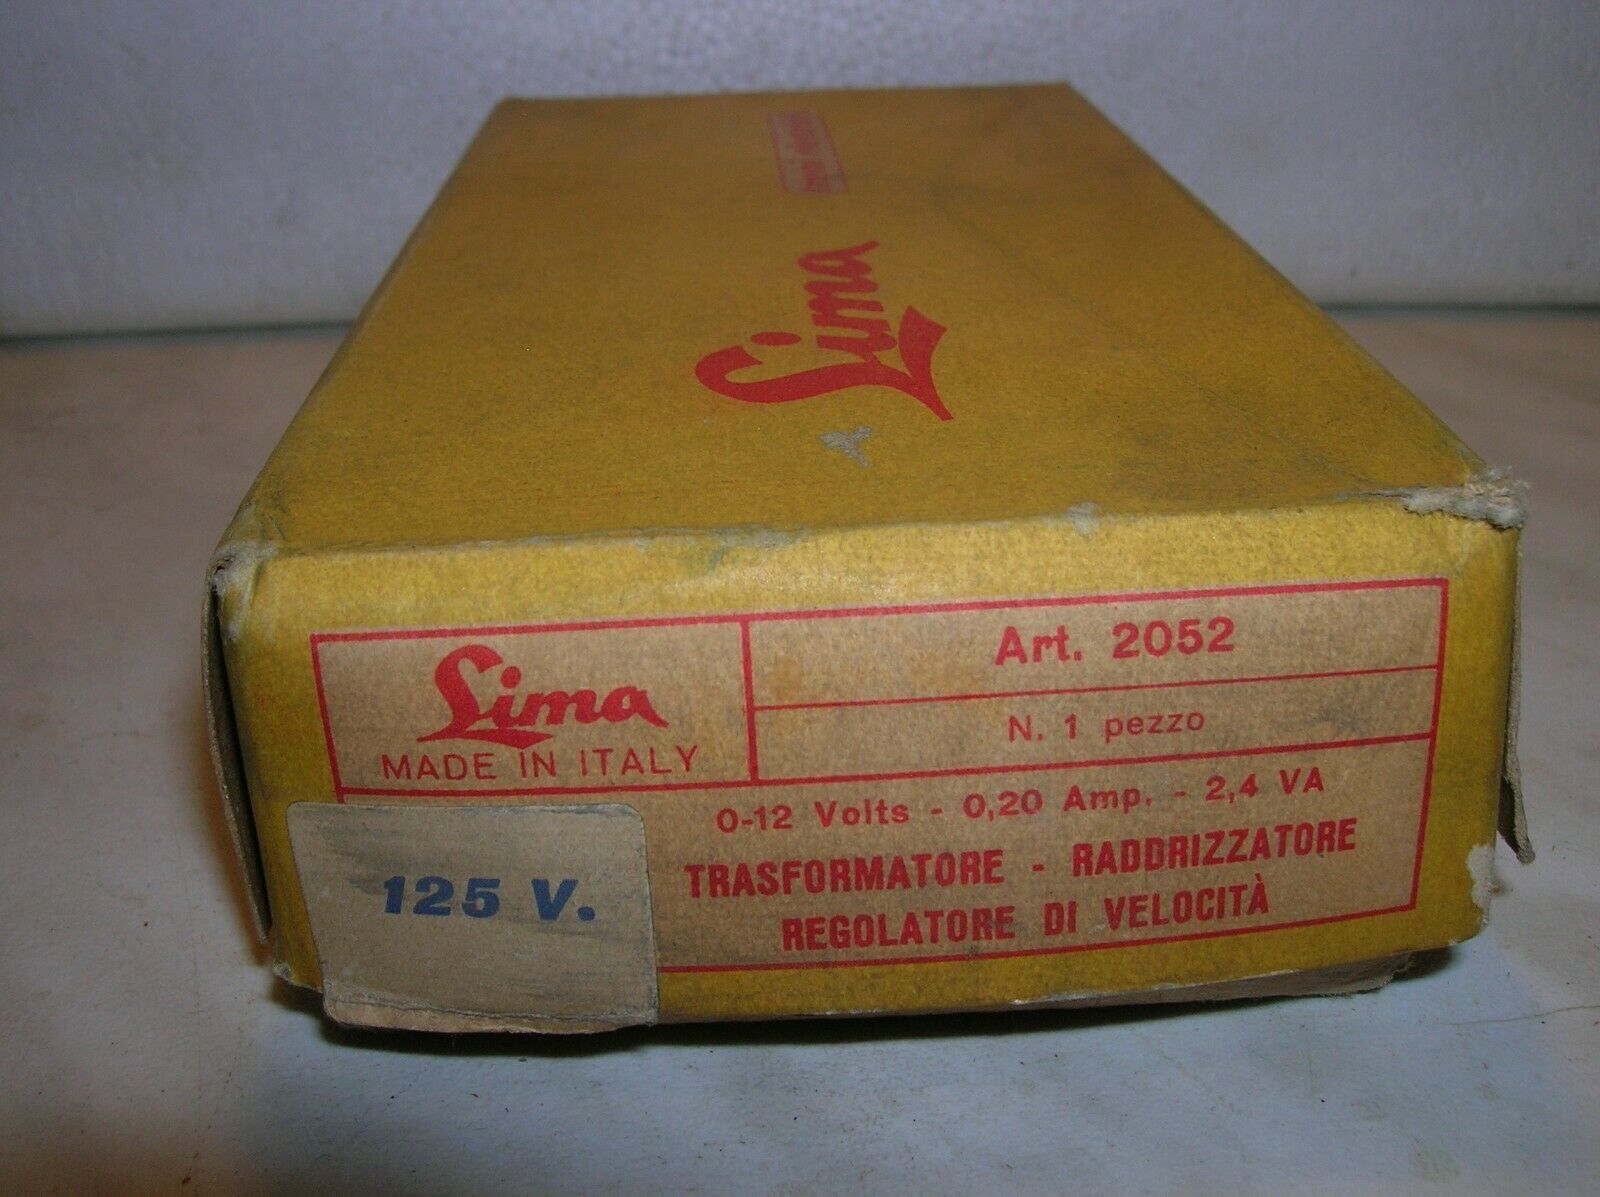 Lima
Lima
MADE IN ITALY
Art. 2052
N. 1 pezzo
0-12 Volts - 0,20 Amp. - 2,4 VA
TRASFORMATORE - RADDRIZZATORE
REGOLATORE DI VELOCITÀ
125 V.